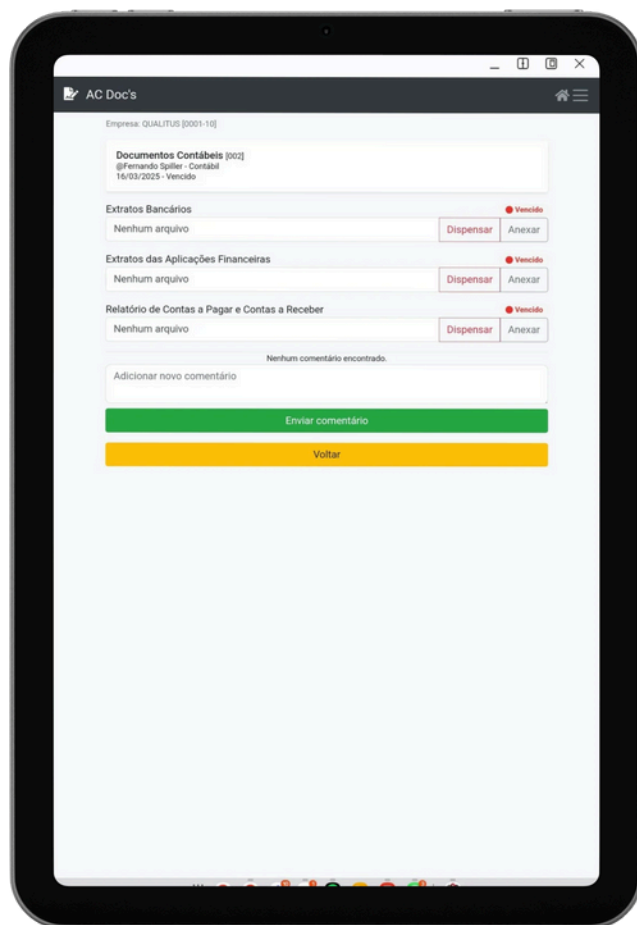 AC Doc's
Empresa: QUALITUS [0001-10]
Documentos Contábeis [002]
@Fernando Spiller - Contábil
16/03/2025 - Vencido
Extratos Bancários
Vencido
Nenhum arquivo
Dispensar
Anexar
Extratos das Aplicações Financeiras
Vencido
Nenhum arquivo
Dispensar
Anexar
Relatório de Contas a Pagar e Contas a Receber
Vencido
Nenhum arquivo
Dispensar
Anexar
Nenhum comentário encontrado.
Adicionar novo comentário
Enviar comentário
Voltar